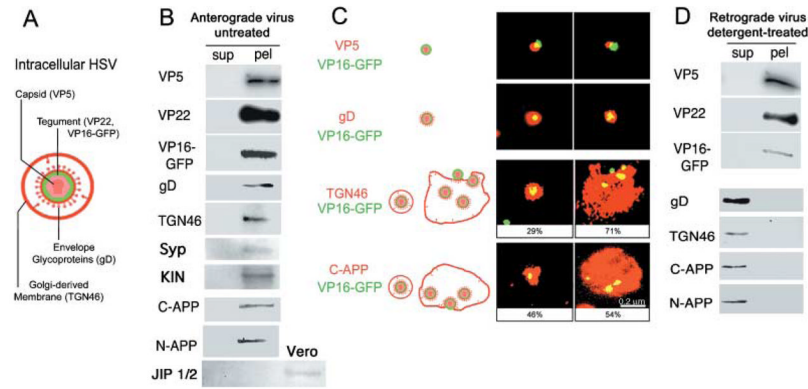 A
Intracellular HSV
Capsid (VP5)
Tegument (VP22,
VP16-GFP)
Envelope
Glycoproteins (gD)
Golgi-derived
Membrane (TGN46)
B
Anterograde virus
untreated
sup pel
VP5
VP22
VP16-
GFP
gD
TGN46
Syp
KIN
C-APP
N-APP
Vero
JIP 1/2
C
VP5
VP16-GFP
gD
VP16-GFP
TGN46
VP16-GFP
29% 71%
C-APP
VP16-GFP
0.2 um
46% 54%
D
Retrograde virus
detergent-treated
sup pel
VP5
VP22
VP16-
GFP
gD
TGN46
C-APP
N-APP